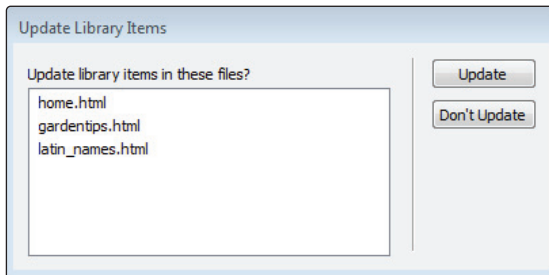 Update Library Items
Update library items in these files?
home.html
gardentips.html
latin_names.html
Update
Don't Update